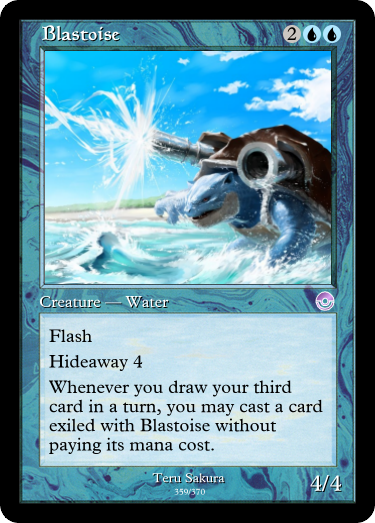 Blastoise 2
Creature — Water
Flash
Hideaway 4
Whenever you draw your third
card in a turn, you may cast a card
exiled with Blastoise without
paying its mana cost.
Teru Sakura
359/370
4/4